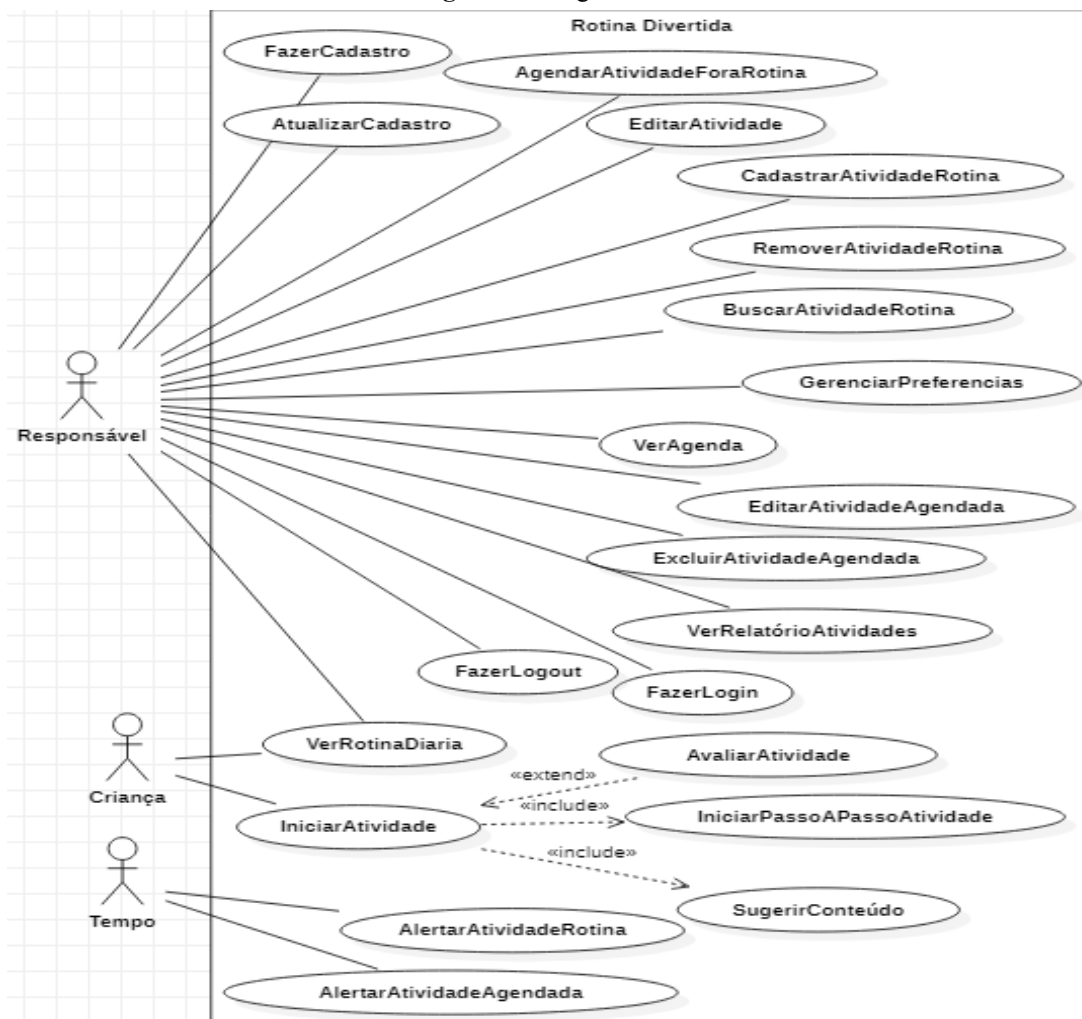 Rotina Divertida
FazerCadastro
AgendarAtividadeForaRotina
AtualizarCadastro
EditarAtividade
CadastrarAtividadeRotina
RemoverAtividadeRotina
BuscarAtividadeRotina
GerenciarPreferencias
Responsável
VerAgenda
EditarAtividadeAgendada
ExcluirAtividadeAgendada
VerRelatórioAtividades
FazerLogout
FazerLogin
VerRotinaDiaria
AvaliarAtividade
«extend»
Criança
«include»
IniciarAtividade
IniciarPassoAPassoAtividade
«include»
SugerirConteúdo
Tempo
AlertarAtividadeRotina
AlertarAtividadeAgendada